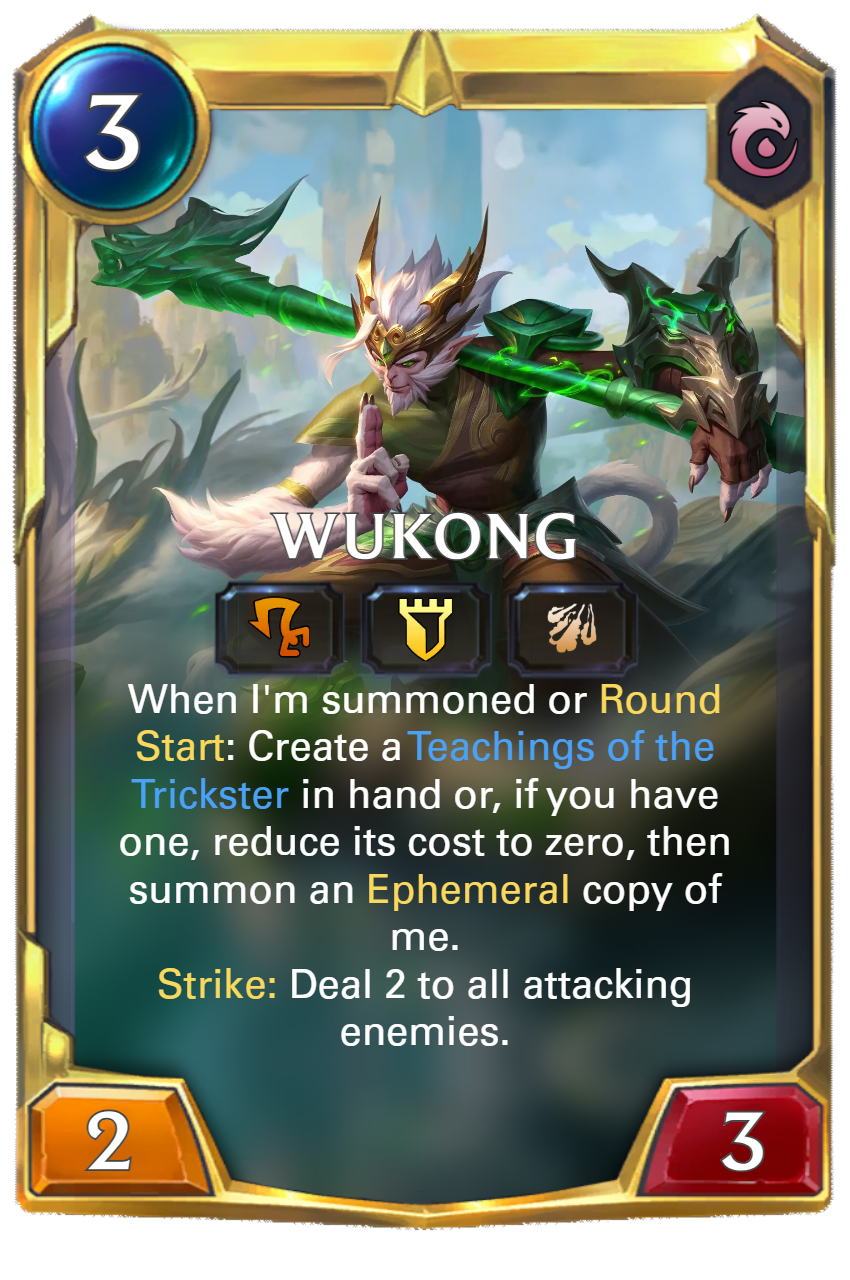 3
WUKONG
When I'm summoned or Round
Start: Create a Teachings of the
Trickster in hand or, if you have
one, reduce its cost to zero, then
summon an Ephemeral copy of
me.
Strike: Deal 2 to all attacking
enemies.
2
3